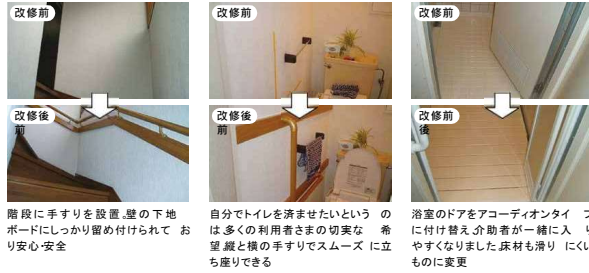 改修前
改修後
前
階段に手すりを設置。壁の下地
ボードにしっかり留め付けられて お
り安心・安全
改修前
改修後
前
自分でトイレを済ませたいという の
は、多くの利用者さまの切実な 希
望。縦と横の手すりでスムーズ に立
ち座りできる
改修前
改修前
後
浴室のドアをアコーディオンタイ
に付け替え、介助者が一緒に入 り
やすくなりました。床材も滑り にくい
ものに変更